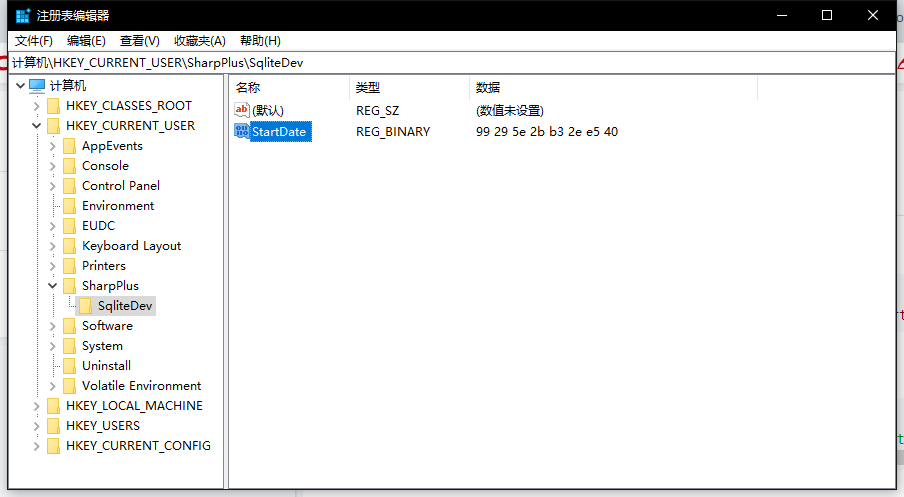 注册表编辑器
文件(F) 编辑(E) 查看(V) 收藏夹(A) 帮助(H)
计算机\HKEY_CURRENT_USER\SharpPlus\SqliteDev
计算机
HKEY_CLASSES_ROOT
HKEY_CURRENT_USER
AppEvents
Console
Control Panel
Environment
EUDC
Keyboard Layout
Printers
SharpPlus
SqliteDev
Software
System
Uninstall
Volatile Environment
HKEY_LOCAL_MACHINE
HKEY_USERS
HKEY_CURRENT_CONFIG
名称 类型 数据
ab (默认) REG_SZ (数值未设置)
StartDate REG_BINARY 99 29 5e 2b b3 2e e5 40